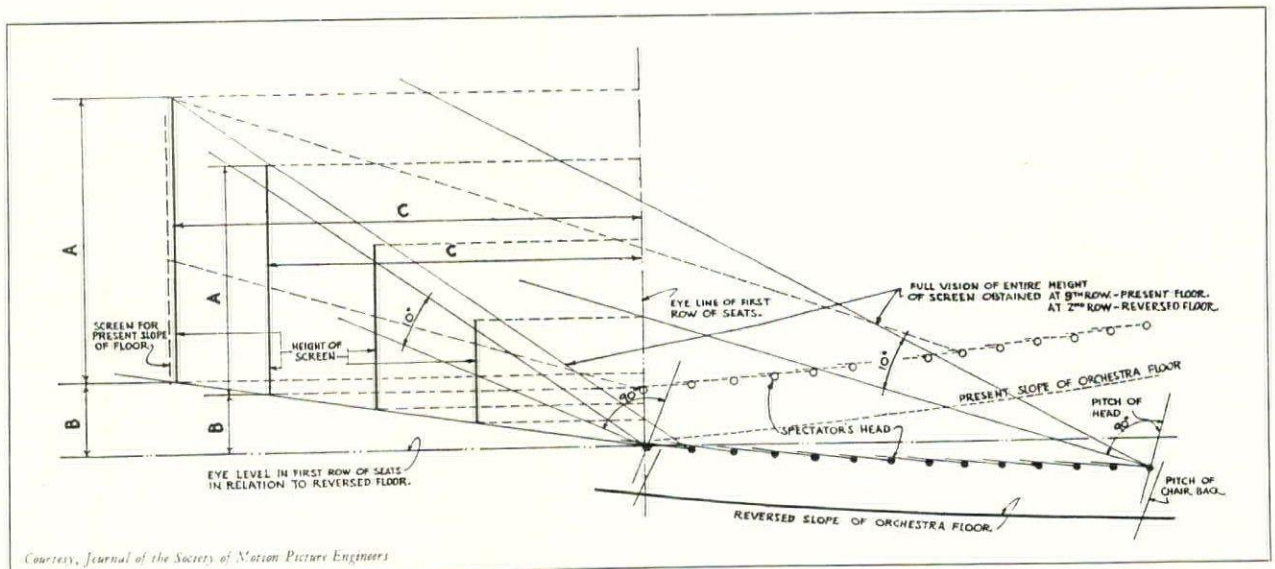 A
A
B
B
C
C
SCREEN FOR
PRESENT SLOPE
OF FLOOR.
HEIGHT OF
SCREEN
10°
EYE LINE OF FIRST
ROW OF SEATS.
FULL VISION OF ENTIRE HEIGHT
OF SCREEN OBTAINED AT 9TH ROW.-PRESENT FLOOR.
AT 2ND ROW-REVERSED FLOOR.
10°
90°
PRESENT SLOPE OF ORCHESTRA FLOOR
SPECTATOR'S HEAD
PITCH OF
HEAD
90°
PITCH OF
CHAIR BACK
EYE LEVEL IN FIRST ROW OF SEATS
IN RELATION TO REVERSED FLOOR.
REVERSED SLOPE OF ORCHESTRA FLOOR.
Courtesy, Journal of the Society of Motion Picture Engineers